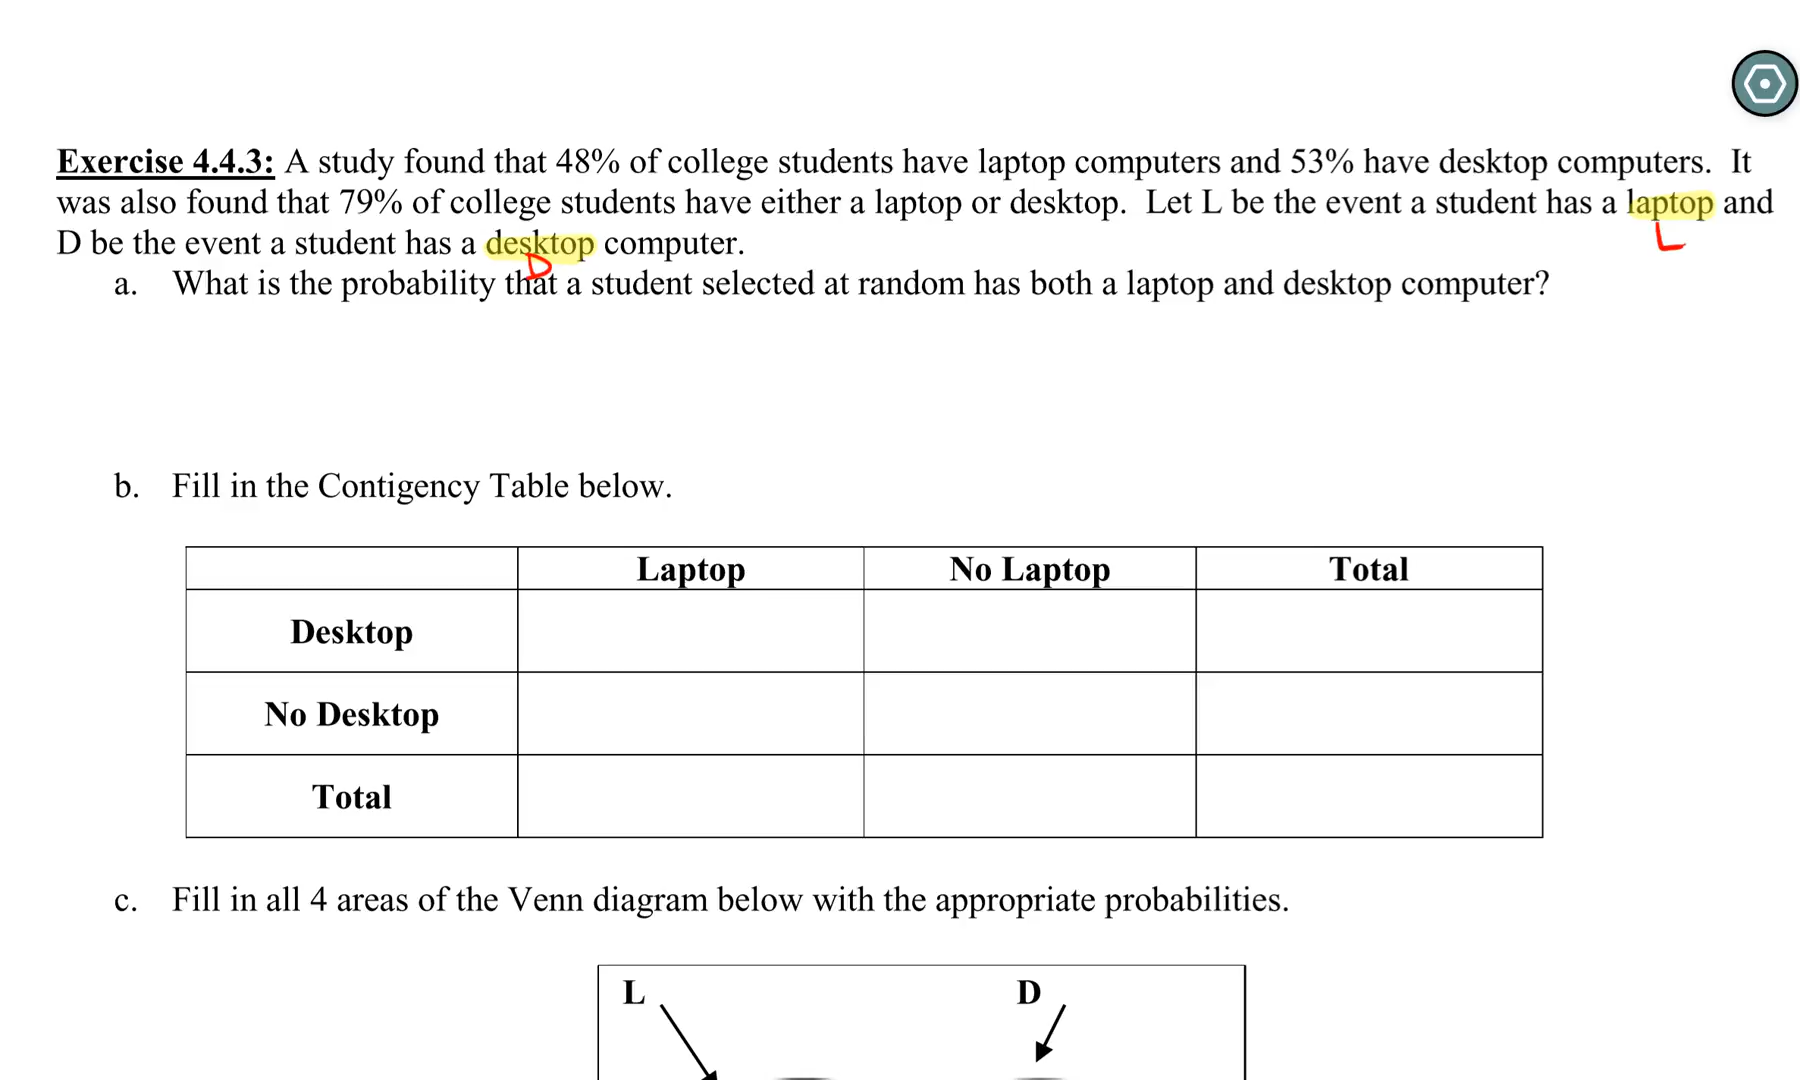 Exercise 4.4.3: A study found that 48% of college students have laptop computers and 53% have desktop computers. It
was also found that 79% of college students have either a laptop or desktop. Let L be the event a student has a laptop and
L
D be the event a student has a desktop computer.
D
a. What is the probability that a student selected at random has both a laptop and desktop computer?
b. Fill in the Contigency Table below.
Laptop No Laptop Total
Desktop
No Desktop
Total
c. Fill in all 4 areas of the Venn diagram below with the appropriate probabilities.
L D